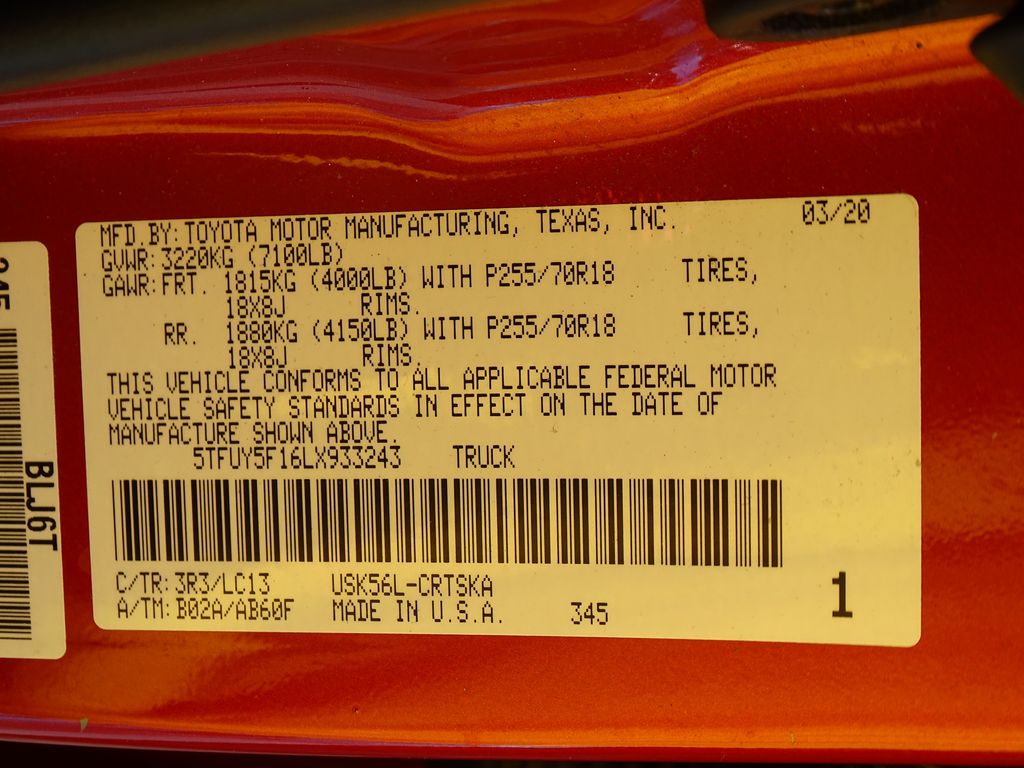 MFD. BY: TOYOTA MOTOR MANUFACTURING, TEXAS, INC. 03/20
GVWR: 3220KG (7100LB)
GAWR: FRT. 1815KG (4000LB) WITH P255/70R18 TIRES,
18X8J RIMS.
RR. 1880KG (4150LB) WITH P255/70R18 TIRES,
18X8J RIMS.
THIS VEHICLE CONFORMS TO ALL APPLICABLE FEDERAL MOTOR
VEHICLE SAFETY STANDARDS IN EFFECT ON THE DATE OF
MANUFACTURE SHOWN ABOVE.
5TFUY5F16LX933243 TRUCK
C/TR: 3R3/LC13 USK56L-CRTSKA
A/TM: B02A/AB60F MADE IN U.S.A. 345
1
345
BLJ6T